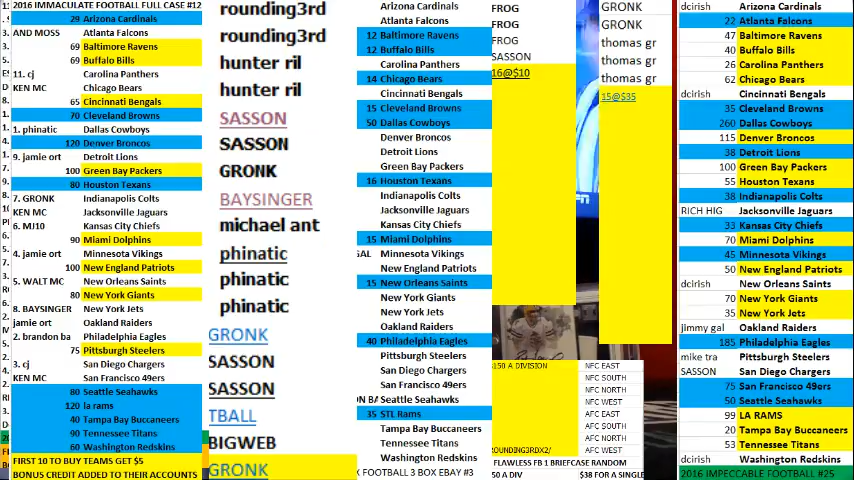 2016 IMMACULATE FOOTBALL FULL CASE #12
29 Arizona Cardinals
AND MOSS Atlanta Falcons
69 Baltimore Ravens
69 Buffalo Bills
11. cj Carolina Panthers
KEN MC Chicago Bears
65 Cincinnati Bengals
70 Cleveland Browns
1. phinatic Dallas Cowboys
120 Denver Broncos
9. jamie ort Detroit Lions
100 Green Bay Packers
80 Houston Texans
7. GRONK Indianapolis Colts
KEN MC Jacksonville Jaguars
6. MJ10 Kansas City Chiefs
90 Miami Dolphins
4. jamie ort Minnesota Vikings
100 New England Patriots
5. WALT MC New Orleans Saints
80 New York Giants
8. BAYSINGER New York Jets
jamie ort Oakland Raiders
2. brandon ba Philadelphia Eagles
75 Pittsburgh Steelers
3. cj San Diego Chargers
KEN MC San Francisco 49ers
80 Seattle Seahawks
120 la rams
40 Tampa Bay Buccaneers
90 Tennessee Titans
60 Washington Redskins
FIRST 10 TO BUY TEAMS GET $5
BONUS CREDIT ADDED TO THEIR ACCOUNTS
rounding3rd
rounding3rd
hunter ril
hunter ril
SASSON
SASSON
GRONK
BAYSINGER
michael ant
phinatic
phinatic
phinatic
GRONK
SASSON
SASSON
TBALL
BIGWEB
GRONK
Arizona Cardinals
Atlanta Falcons
12 Baltimore Ravens
12 Buffalo Bills
Carolina Panthers
14 Chicago Bears
Cincinnati Bengals
15 Cleveland Browns
50 Dallas Cowboys
Denver Broncos
Detroit Lions
Green Bay Packers
16 Houston Texans
Indianapolis Colts
Jacksonville Jaguars
Kansas City Chiefs
15 Miami Dolphins
GAL Minnesota Vikings
New England Patriots
15 New Orleans Saints
New York Giants
New York Jets
Oakland Raiders
40 Philadelphia Eagles
Pittsburgh Steelers
San Diego Chargers
San Francisco 49ers
Seattle Seahawks
35 STL Rams
Tampa Bay Buccaneers
Tennessee Titans
Washington Redskins
FOOTBALL 3 BOX EBAY #3
FROG
FROG
FROG
SASSON
16@$10
GRONK
GRONK
thomas gr
thomas gr
thomas gr
15@$35
$150 A DIVISION
NFC EAST
NFC SOUTH
NFC NORTH
NFC WEST
AFC EAST
AFC SOUTH
AFC NORTH
ROUNDING3RDX2/ AFC WEST
FLAWLESS FB 1 BRIEFCASE RANDOM
50 A DIV $38 FOR A SINGLE
dcirish Arizona Cardinals
22 Atlanta Falcons
47 Baltimore Ravens
40 Buffalo Bills
26 Carolina Panthers
62 Chicago Bears
dcirish Cincinnati Bengals
35 Cleveland Browns
260 Dallas Cowboys
115 Denver Broncos
38 Detroit Lions
100 Green Bay Packers
55 Houston Texans
38 Indianapolis Colts
RICH HIG Jacksonville Jaguars
33 Kansas City Chiefs
70 Miami Dolphins
45 Minnesota Vikings
50 New England Patriots
dcirish New Orleans Saints
70 New York Giants
35 New York Jets
jimmy gal Oakland Raiders
185 Philadelphia Eagles
mike tra Pittsburgh Steelers
SASSON San Diego Chargers
75 San Francisco 49ers
50 Seattle Seahawks
99 LA RAMS
20 Tampa Bay Buccaneers
53 Tennessee Titans
dcirish Washington Redskins
2016 IMPECCABLE FOOTBALL #25